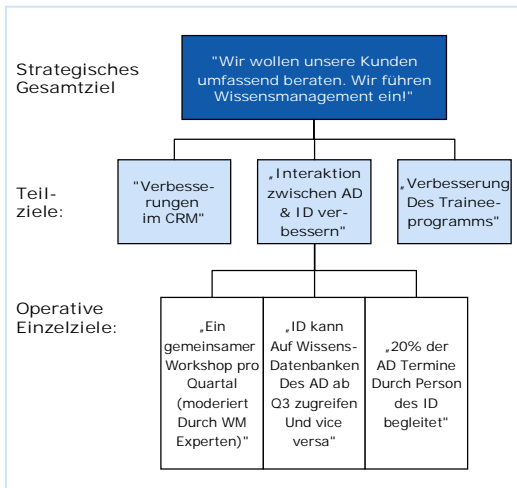 Strategisches
Gesamtziel
"Wir wollen unsere Kunden
umfassend beraten. Wir führen
Wissensmanagement ein!"
Teil-
ziele:
"Verbesse-
rungen
im CRM"
„Interaktion
zwischen AD
& ID ver-
bessern"
„Verbesserung
Des Trainee-
programms"
Operative
Einzelziele:
„Ein
gemeinsamer
Workshop pro
Quartal
(moderiert
Durch WM
Experten)"
„ID kann
Auf Wissens-
Datenbanken
Des AD ab
Q3 zugreifen
Und vice
versa"
„20% der
AD Termine
Durch Person
des ID
begleitet"